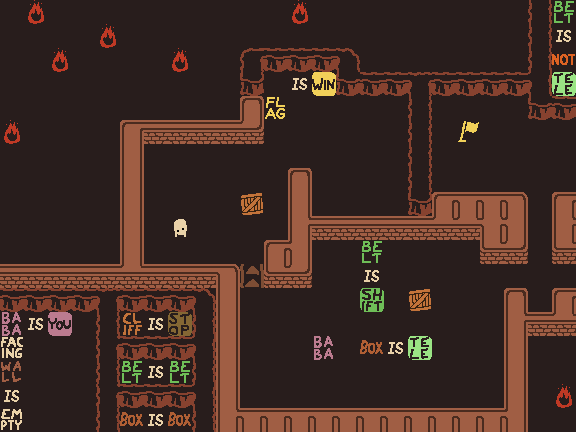 BELT
IS
NOT
TELE
IS WIN
FLAG
BELT
IS
SHIFT
BABA IS YOU
FACING
WALL
IS
EMPTY
CLIFF IS STOP
BELT IS BELT
BOX IS BOX
BABA
BOX IS TELE